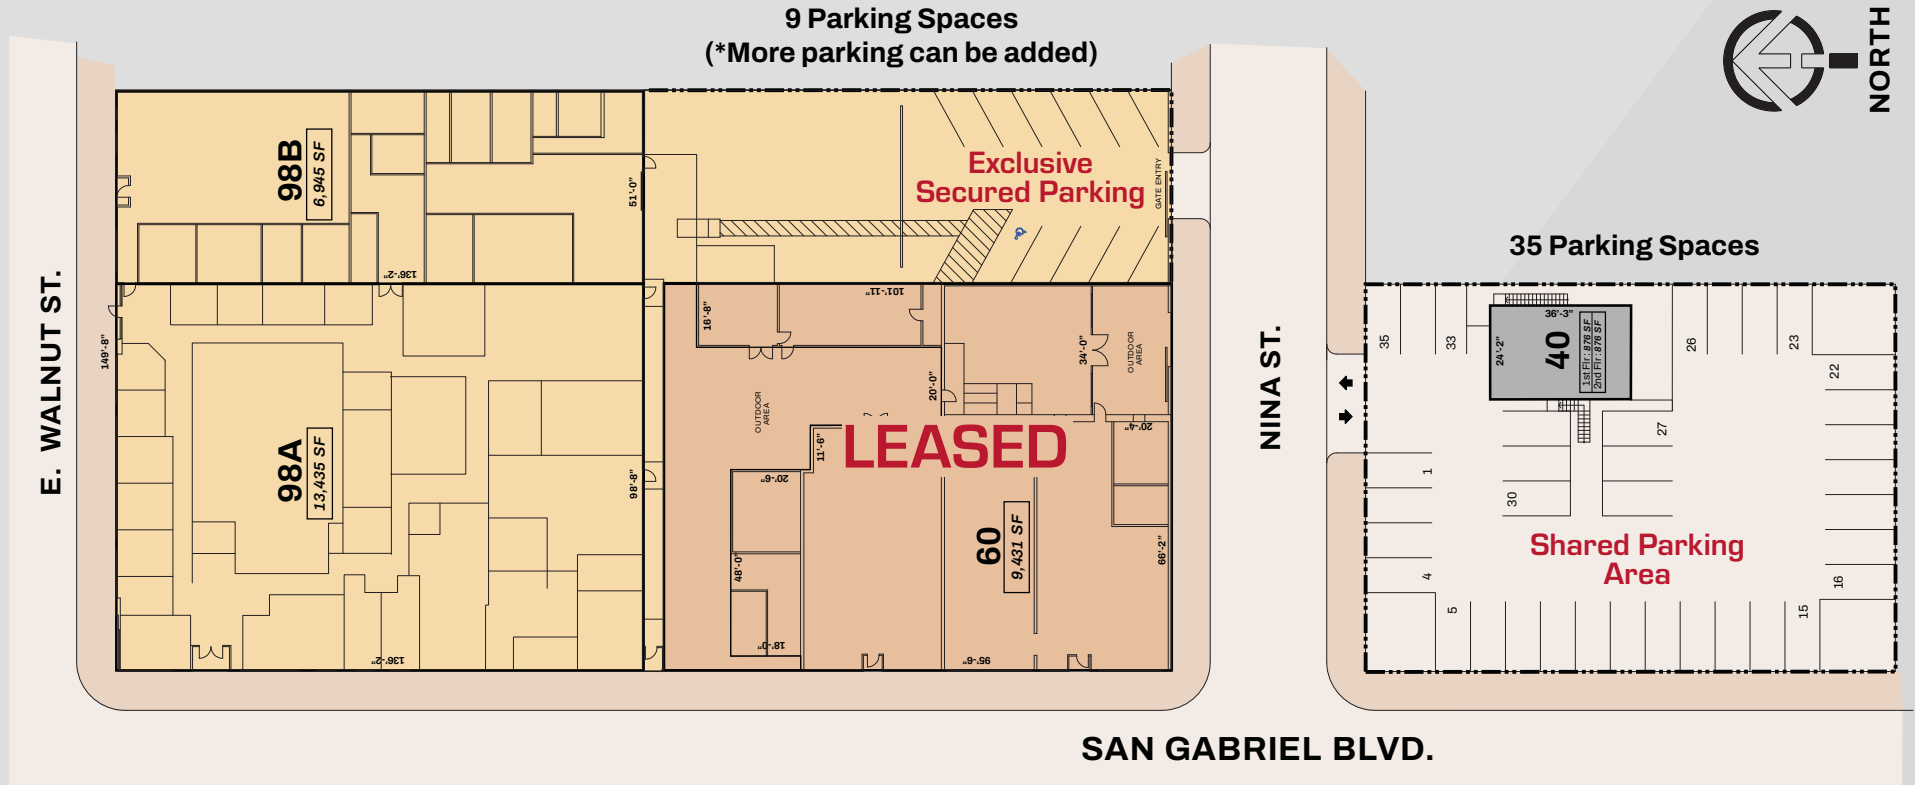 9 Parking Spaces
(*More parking can be added)
NORTH
98B
6,945 SF
51'-0"
Exclusive
Secured Parking
GATE ENTRY
136'-2"
E. WALNUT ST.
149'-8"
98A
13,435 SF
98'-8"
136'-2"
101'-11"
16'-8"
OUTDOOR
AREA
20'-0"
34'-0"
OUTDOOR
AREA
11'-6"
LEASED
20'-4"
20'-6"
48'-0"
18'-0"
60
9,431 SF
66'-2"
95'-6"
NINA ST.
35 Parking Spaces
35
33
36'-3"
24'-2"
40
1st Flr: 876 SF
2nd Flr: 876 SF
26
23
22
27
1
30
4
5
Shared Parking
Area
16
15
SAN GABRIEL BLVD.